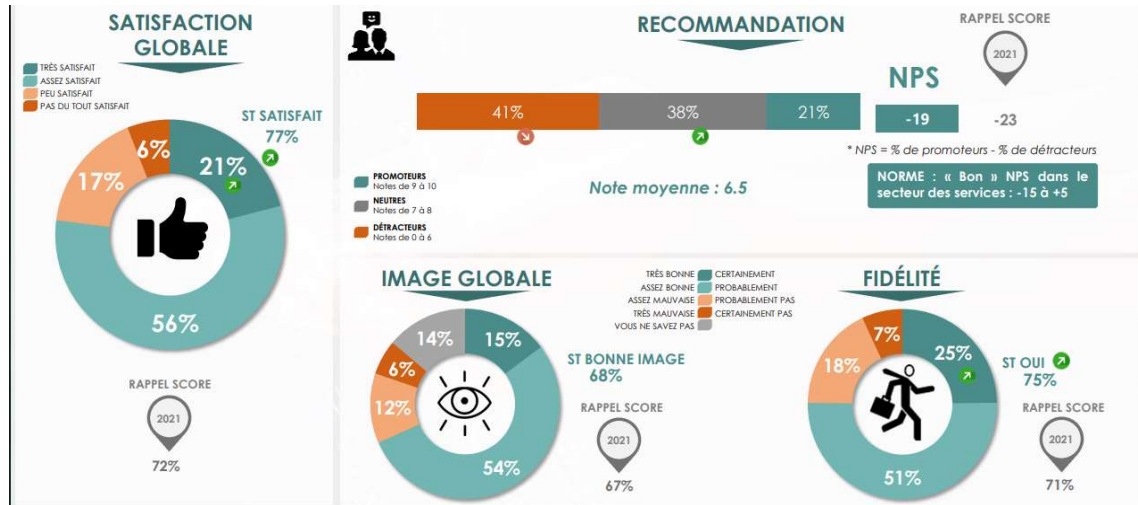 SATISFACTION
GLOBALE
TRÈS SATISFAIT
ASSEZ SATISFAIT
PEU SATISFAIT
PAS DU TOUT SATISFAIT
ST SATISFAIT
77%
6%
21%
17%
56%
RAPPEL SCORE
2021
72%
RECOMMANDATION
RAPPEL SCORE
2021
NPS
41%
38%
21%
-19
-23
* NPS = % de promoteurs - % de détracteurs
PROMOTEURS
Notes de 9 à 10
NEUTRES
Notes de 7 à 8
DÉTRACTEURS
Notes de 0 à 6
Note moyenne : 6.5
NORME : « Bon » NPS dans le
secteur des services : -15 à +5
IMAGE GLOBALE
TRÈS BONNE CERTAINEMENT
ASSEZ BONNE PROBABLEMENT
ASSEZ MAUVAISE PROBABLEMENT PAS
TRÈS MAUVAISE CERTAINEMENT PAS
VOUS NE SAVEZ PAS
14%
15%
6%
12%
54%
ST BONNE IMAGE
68%
RAPPEL SCORE
2021
67%
FIDÉLITÉ
7%
25%
18%
51%
ST OUI
75%
RAPPEL SCORE
2021
71%